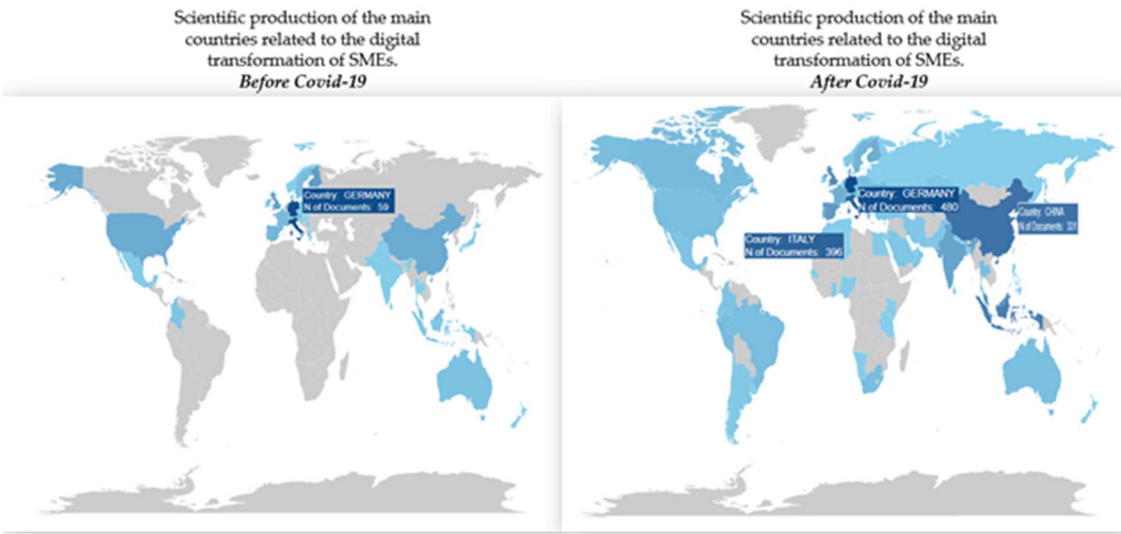 Scientific production of the main
countries related to the digital
transformation of SMEs.
Before Covid-19
Country: GERMANY
N of Documents: 59
Scientific production of the main
countries related to the digital
transformation of SMEs.
After Covid-19
Country: GERMANY
N of Documents: 480
Country: CHINA
N of Documents:
Country: ITALY
N of Documents: 396